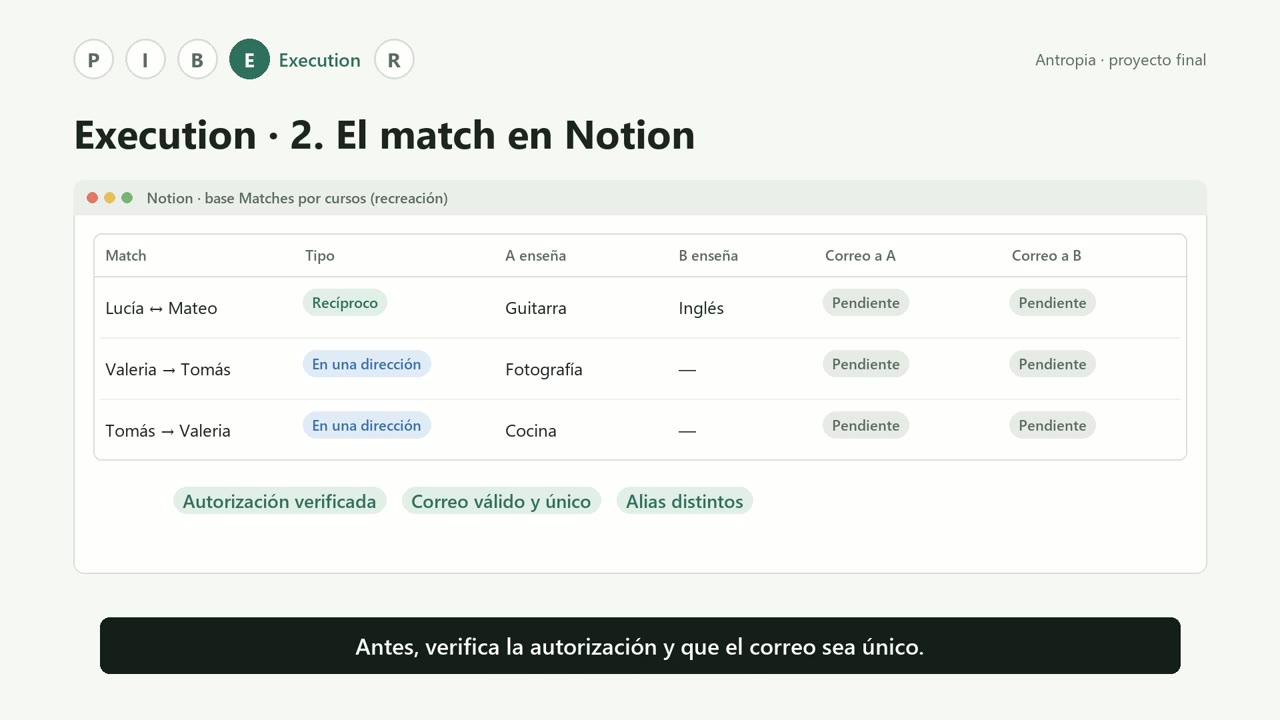 P I B E Execution R
Antropia · proyecto final
Execution · 2. El match en Notion
Notion · base Matches por cursos (recreación)
Match Tipo A enseña B enseña Correo a A Correo a B
Lucía ↔ Mateo Recíproco Guitarra Inglés Pendiente Pendiente
Valeria → Tomás En una dirección Fotografía — Pendiente Pendiente
Tomás → Valeria En una dirección Cocina — Pendiente Pendiente
Autorización verificada Correo válido y único Alias distintos
Antes, verifica la autorización y que el correo sea único.